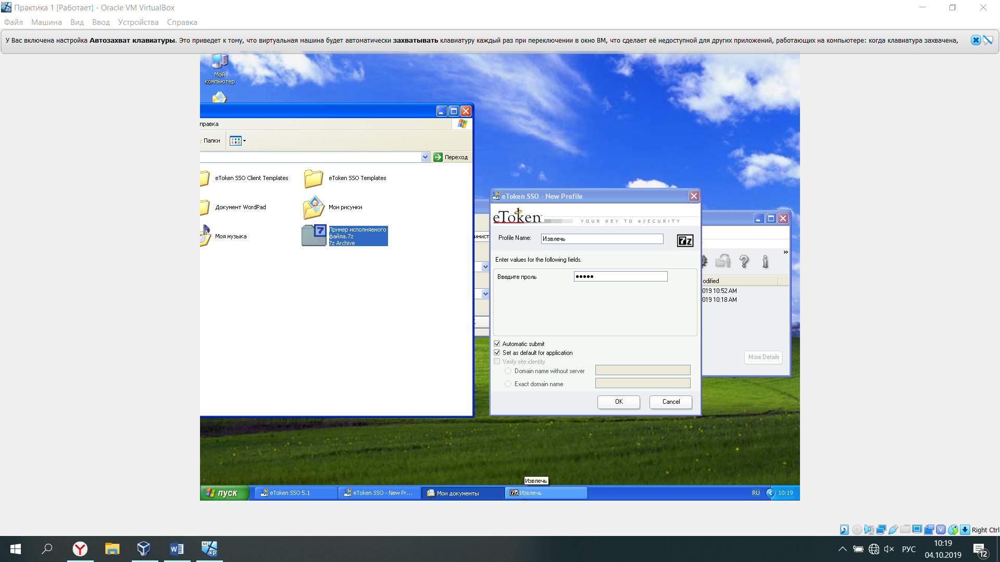 Практика 1 [Работает] - Oracle VM VirtualBox
Файл Машина Вид Ввод Устройства Справка
У Вас включена настройка Автозахват клавиатуры. Это приведет к тому, что виртуальная машина будет автоматически захватывать клавиатуру каждый раз при переключении в окно ВМ, что сделает её недоступной для других приложений, работающих на компьютере: когда клавиатура захвачена,
Мой
компьютер
правка
Папки
Переход
eToken SSO Client Templates
eToken SSO Templates
Документ WordPad
Мои рисунки
Моя музыка
Пример исполняемого
файла.7z
7z Archive
инист
eToken SSO - New Profile
eToken
YOUR KEY TO eSECURITY
Profile Name: Извлечь
7z
Enter values for the following fields.
Введите проль
Automatic submit
Set as default for application
Verify site identity
Domain name without server
Exact domain name
OK Cancel
»
odified
019 10:52 AM
019 10:18 AM
More Details
Извлечь
пуск
eToken SSO 5.1
eToken SSO - New Pr...
Мои документы
7z Извлечь
RU
10:19
Right Ctrl
РУС
10:19
04.10.2019
12